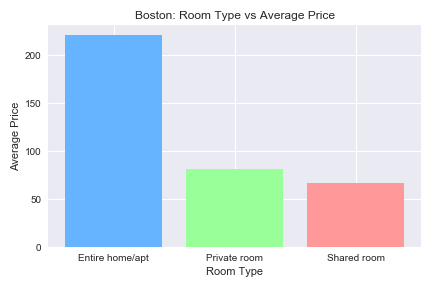 Boston: Room Type vs Average Price
Average Price
200
150
100
50
0
Entire home/apt Private room Shared room
Room Type